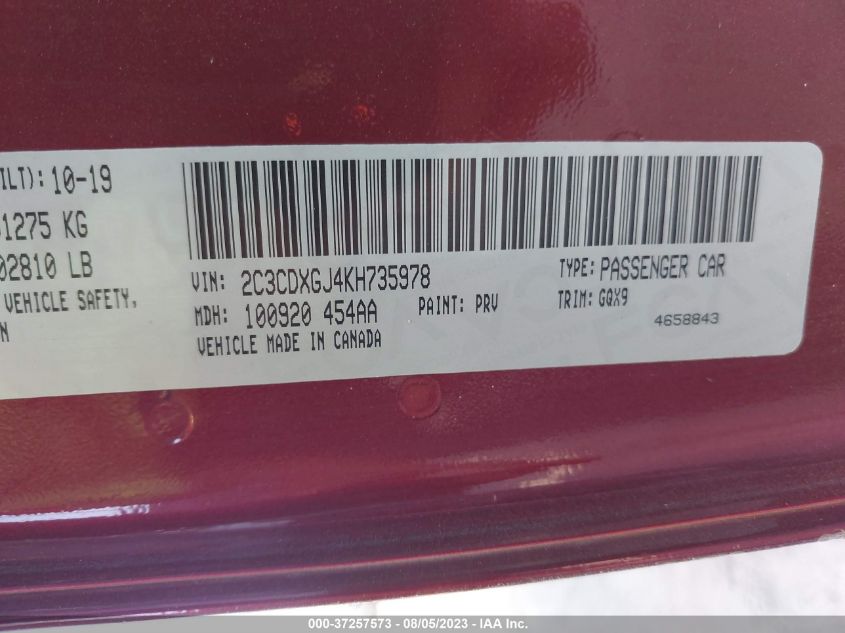 ILT): 10-19
1275 KG
02810 LB
VEHICLE SAFETY,
N
VIN: 2C3CDXGJ4KH735978
TYPE: PASSENGER CAR
MDH: 100920 454AA
PAINT: PRV
TRIM: GQX9
VEHICLE MADE IN CANADA
4658843
000-37257573 - 08/05/2023 - IAA Inc.